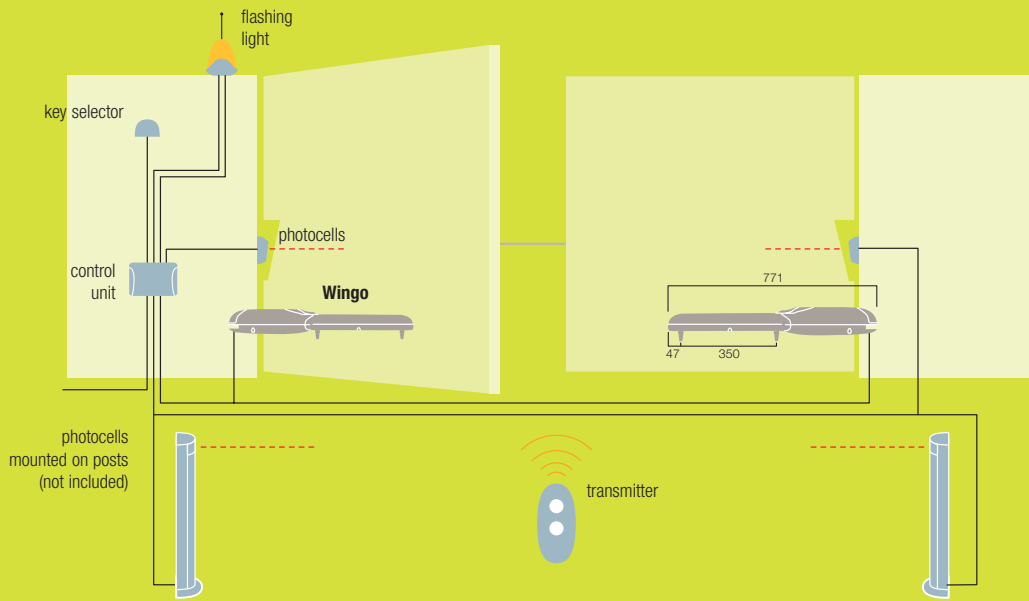 flashing
light
key selector
photocells
control
unit
Wingo
771
47
350
photocells
mounted on posts
(not included)
transmitter